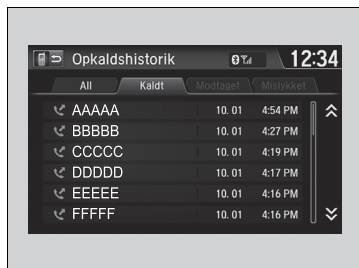 Opkaldshistorik 12:34
All Kaldt Modtaget Mislykket
AAAAA 10. 01 4:54 PM
BBBBB 10. 01 4:27 PM
CCCCC 10. 01 4:19 PM
DDDDD 10. 01 4:17 PM
EEEEE 10. 01 4:16 PM
FFFFF 10. 01 4:16 PM